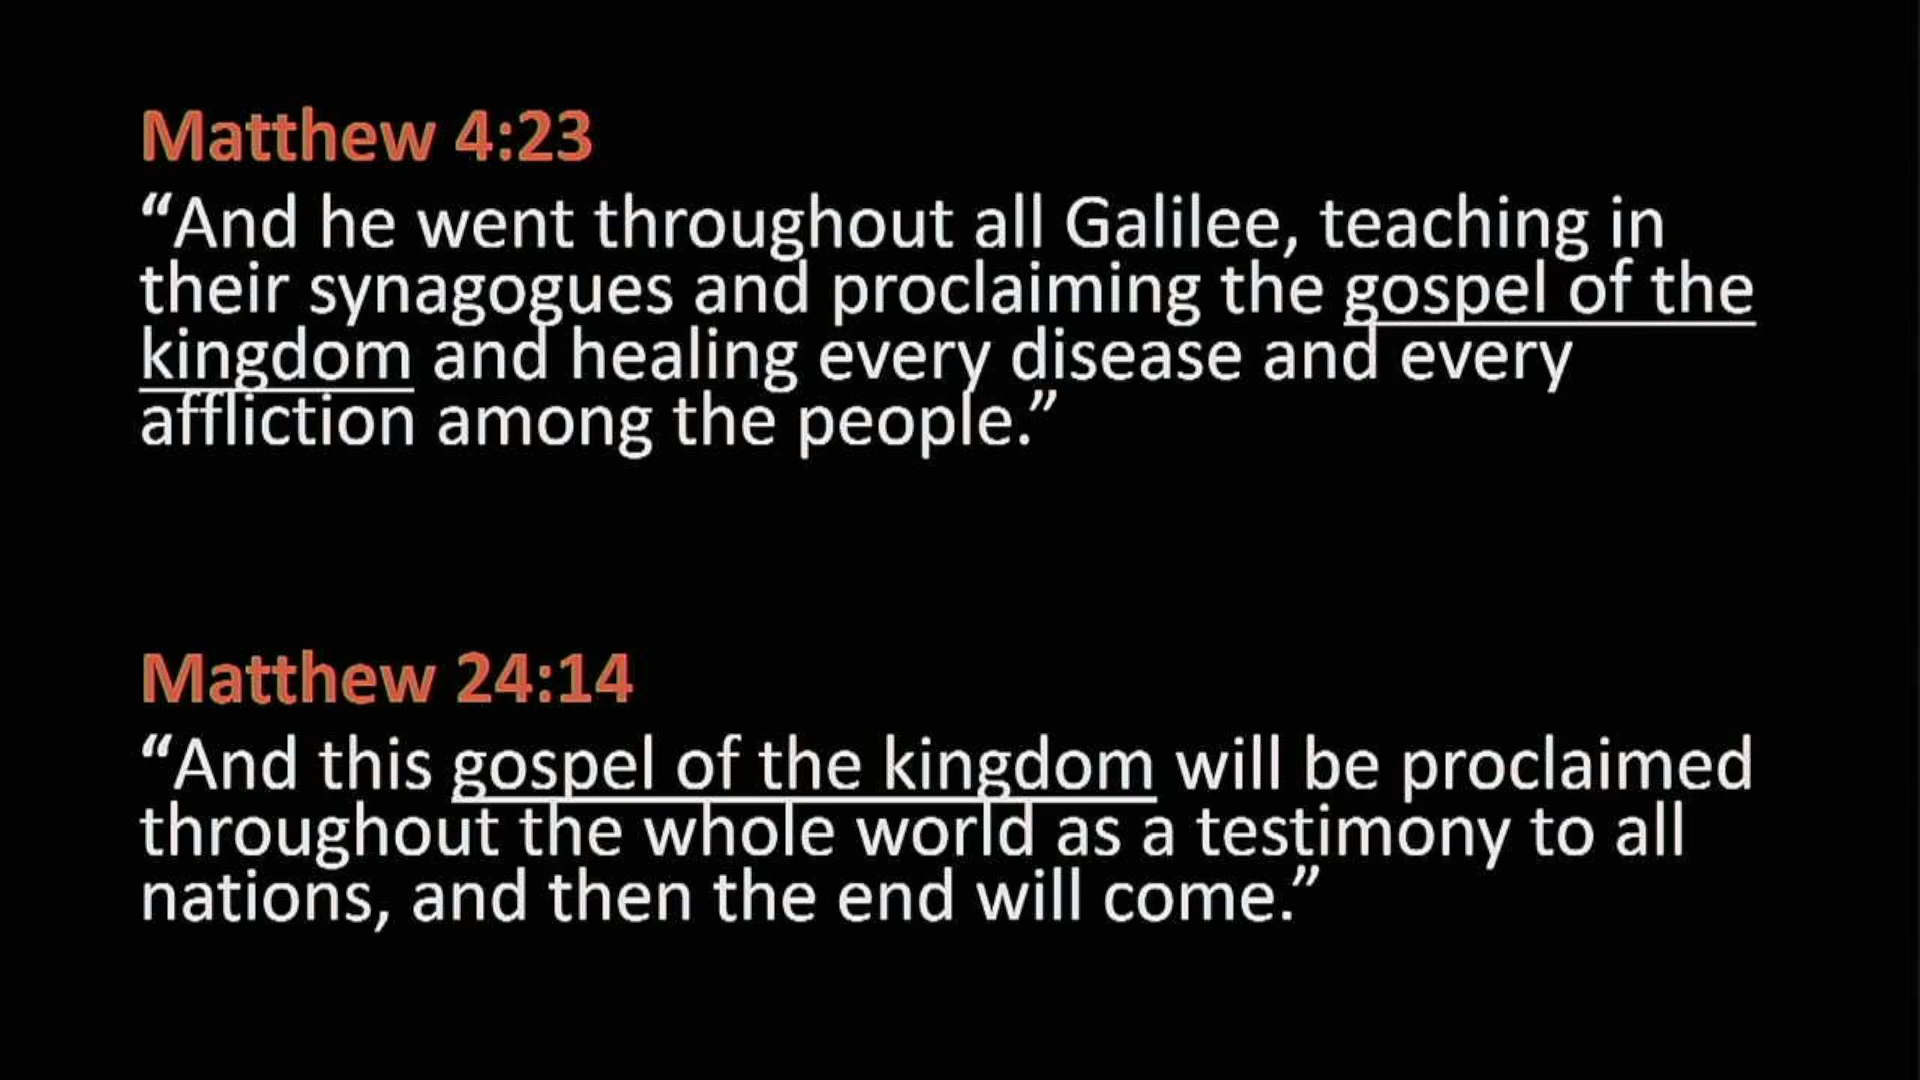 Matthew 4:23
“And he went throughout all Galilee, teaching in
their synagogues and proclaiming the gospel of the
kingdom and healing every disease and every
affliction among the people.”
Matthew 24:14
“And this gospel of the kingdom will be proclaimed
throughout the whole world as a testimony to all
nations, and then the end will come.”